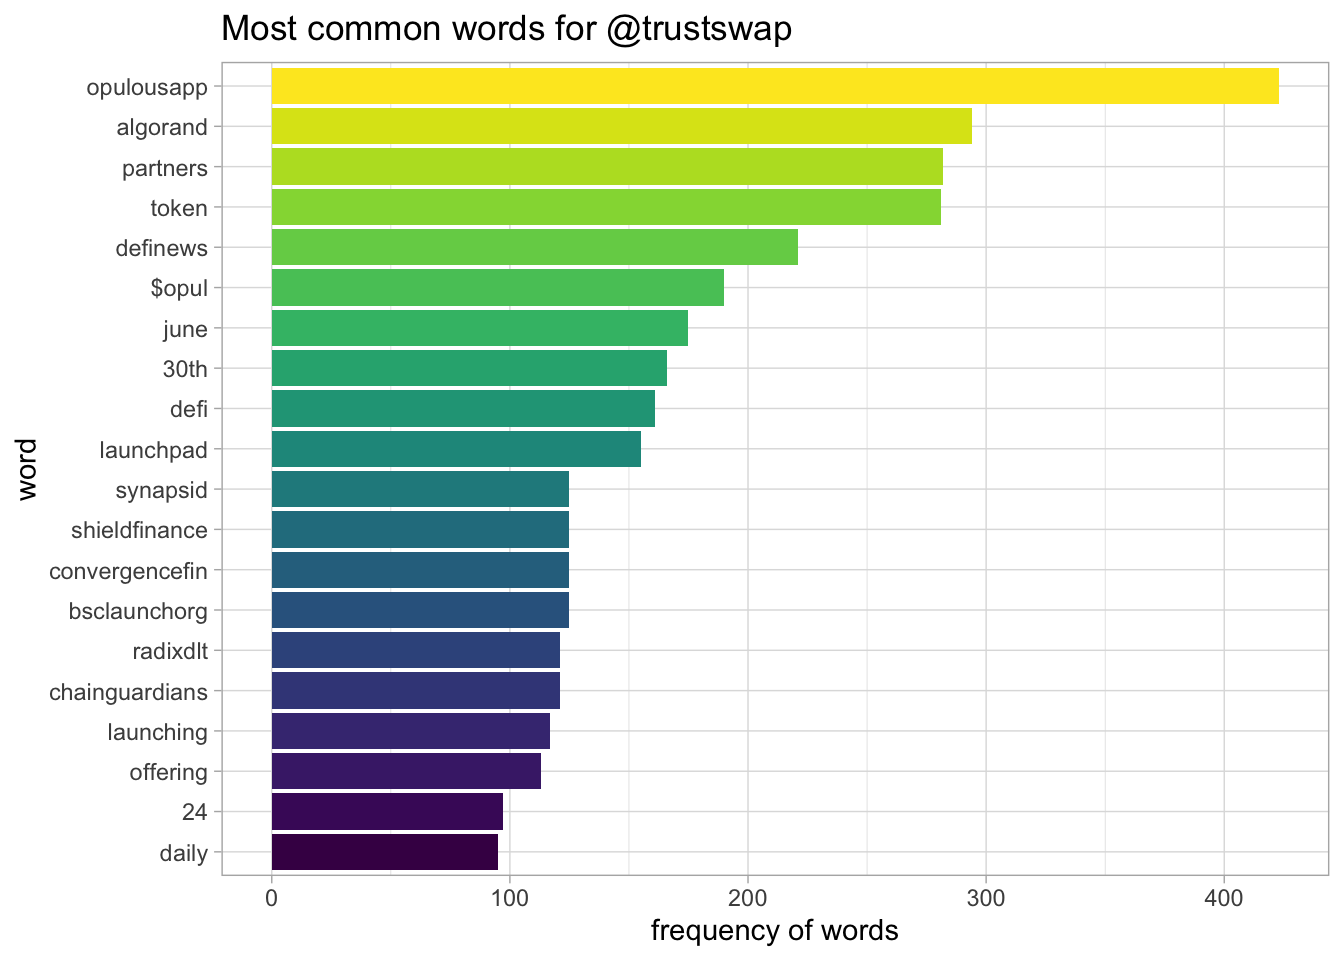 Most common words for @trustswap
opulousapp
algorand
partners
token
definews
$opul
june
30th
defi
launchpad
synapsid
shieldfinance
convergencefin
bsclaunchorg
radixdlt
chainguardians
launching
offering
24
daily
word
0 100 200 300 400
frequency of words